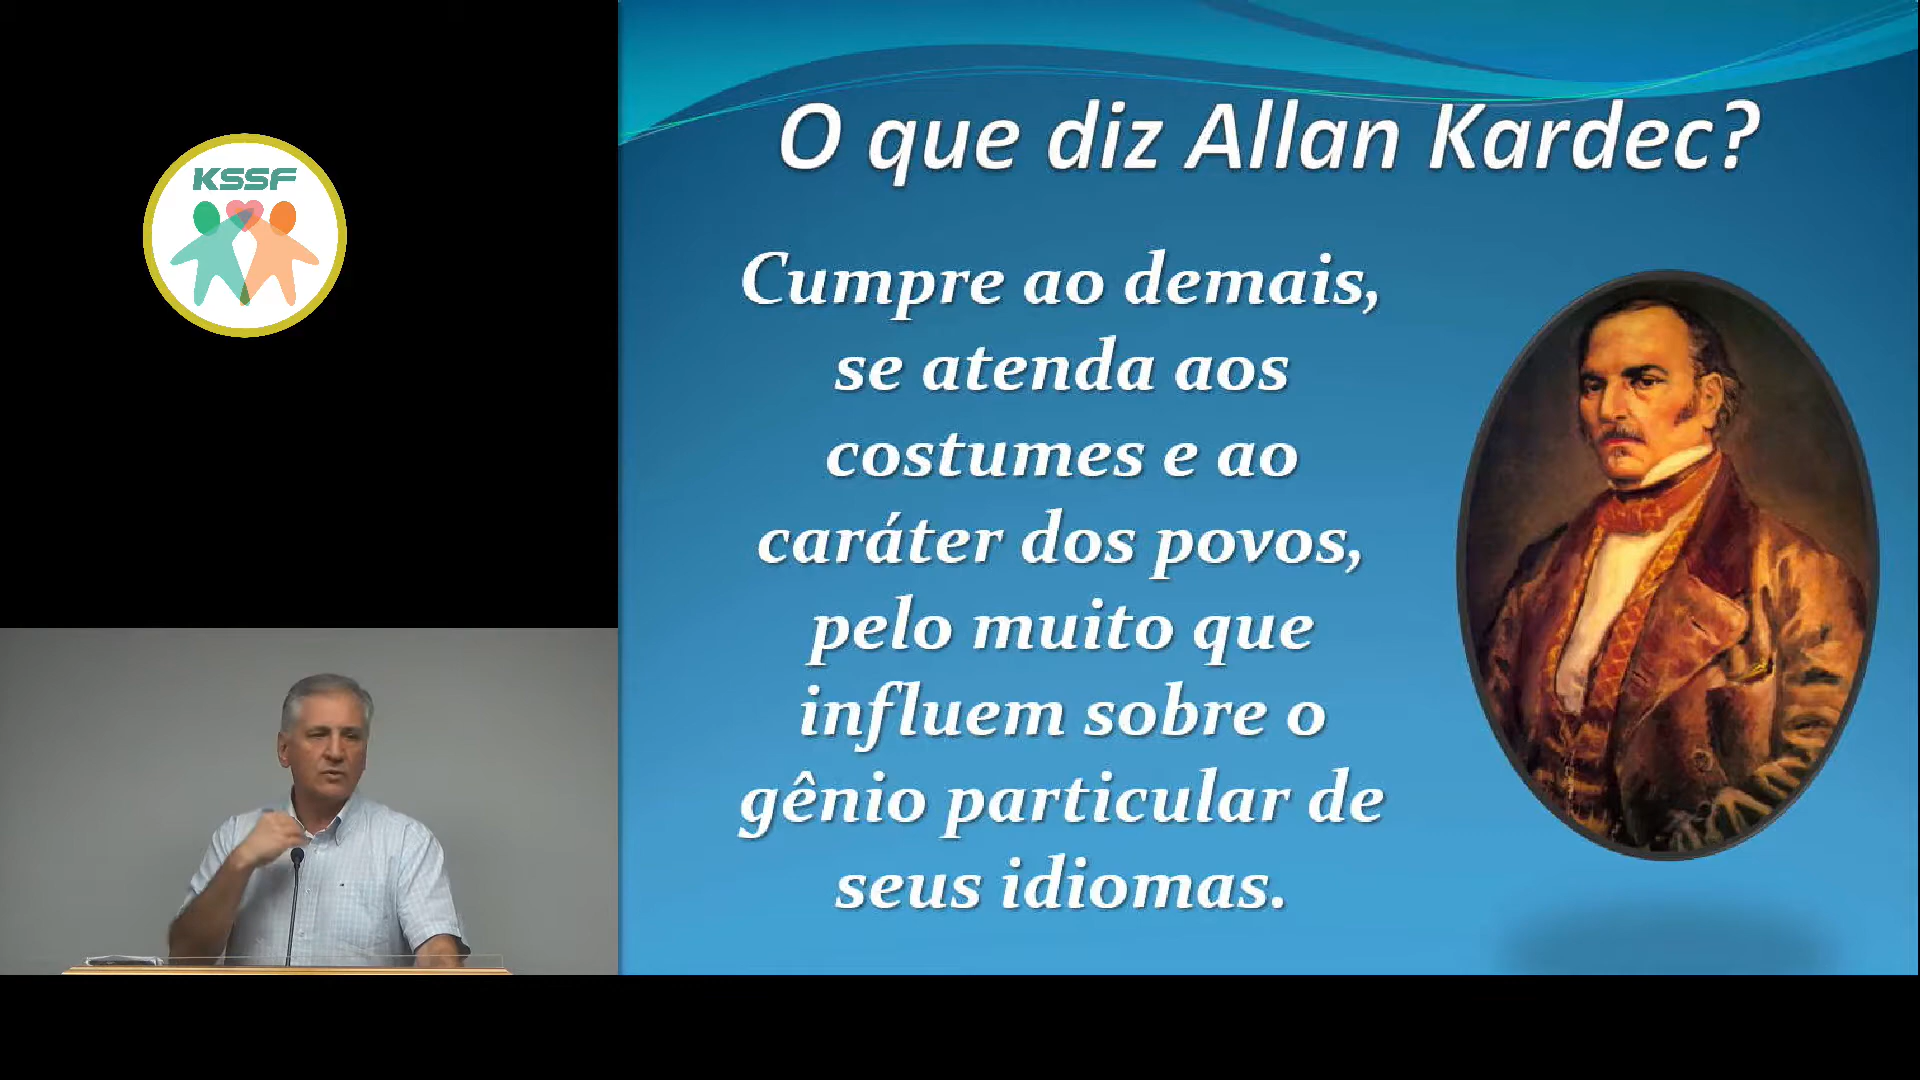 KSSF
O que diz Allan Kardec?
Cumpre ao demais,
se atenda aos
costumes e ao
caráter dos povos,
pelo muito que
influem sobre o
gênio particular de
seus idiomas.